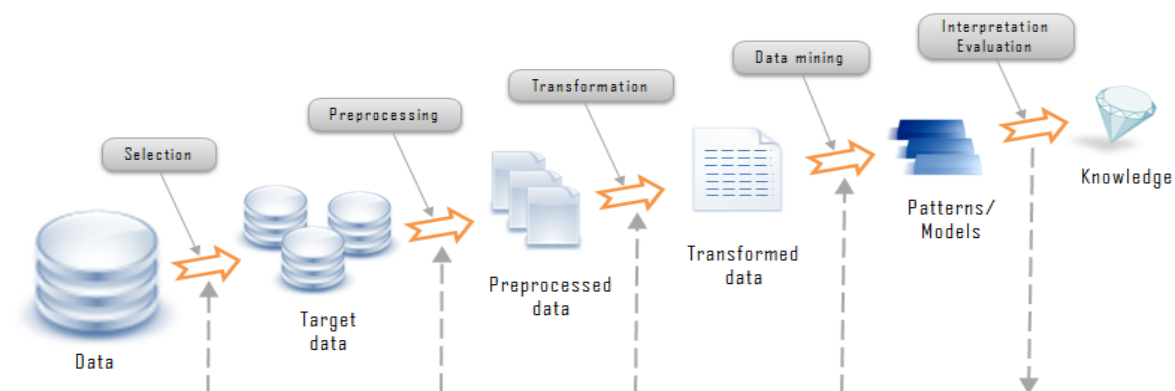 Selection
Preprocessing
Transformation
Data mining
Interpretation
Evaluation
Data
Target
data
Preprocessed
data
Transformed
data
Patterns/
Models
Knowledge